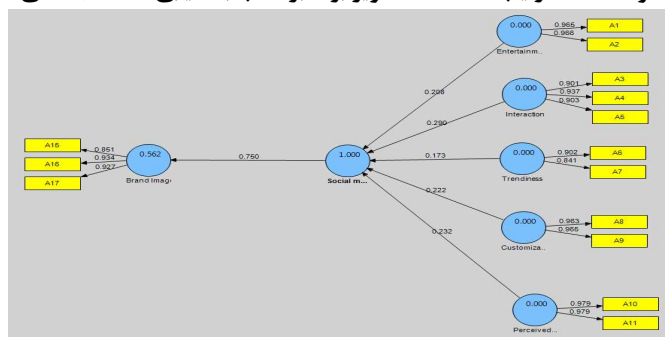 0.000
0.965
A1
0.966
A2
Entertainm..
0.208
0.000
0.901
A3
0.937
A4
Interaction
0.903
A5
0.290
A15
0.851
0.562
0.750
1.000
0.173
0.000
0.902
A6
A16
0.934
0.841
A7
A17
0.927
Brand Imag
Social m...
Trendiness
0.222
0.000
0.963
A8
0.965
A9
Customiza..
0.232
0.000
0.979
A10
0.979
A11
Perceived...